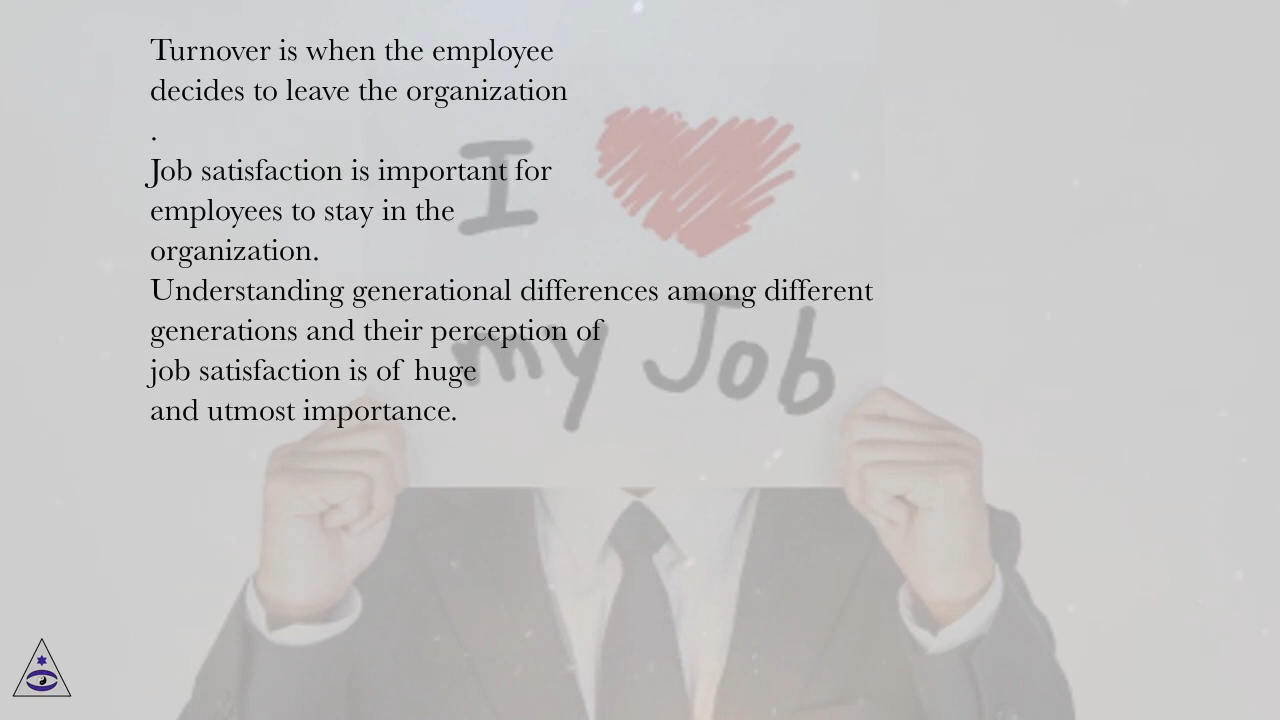 Turnover is when the employee
decides to leave the organization
.
Job satisfaction is important for
employees to stay in the
organization.
Understanding generational differences among different
generations and their perception of
job satisfaction is of huge
and utmost importance.
I
my Job